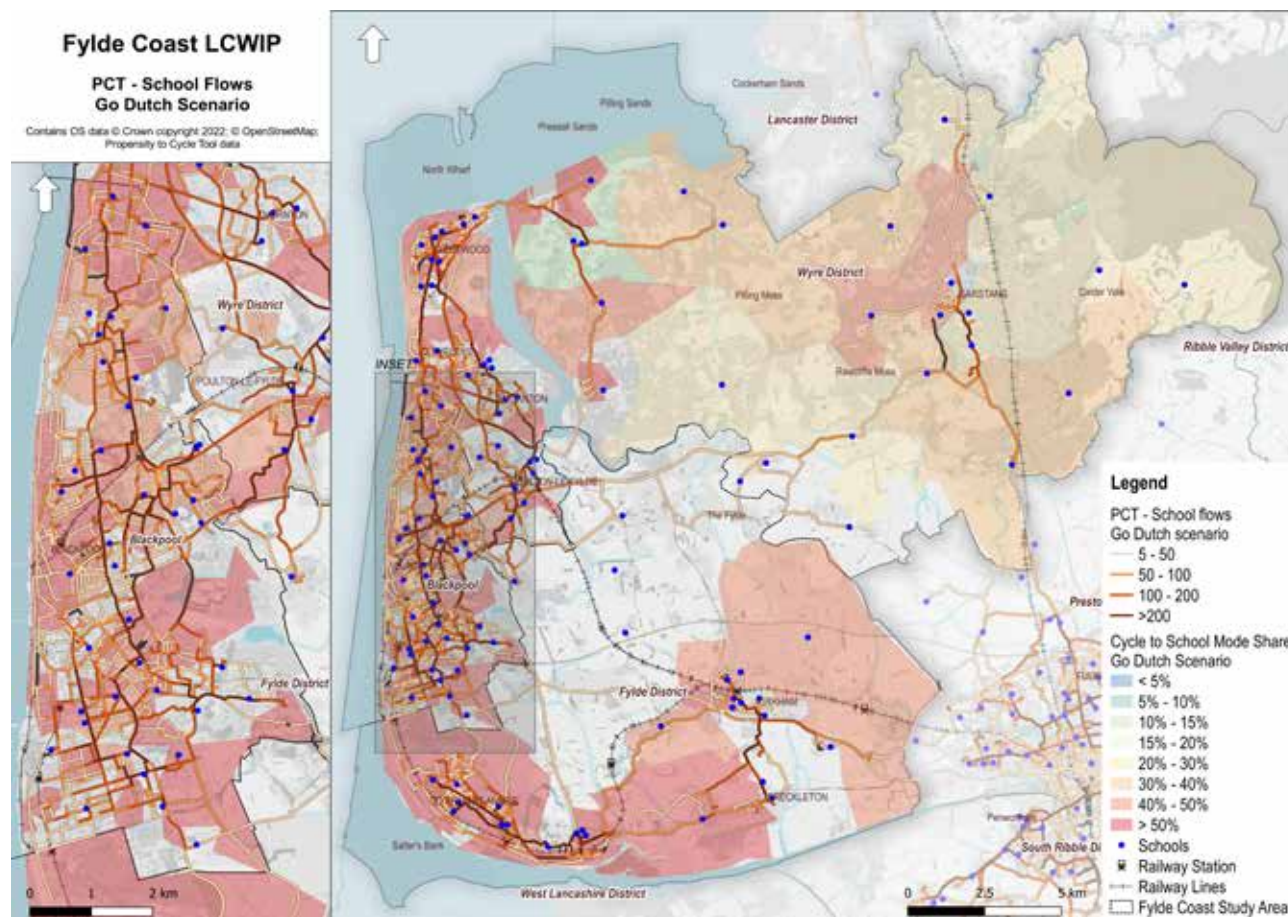 Fylde Coast LCWIP
PCT - School Flows
Go Dutch Scenario
Contains OS data © Crown copyright 2022; © OpenStreetMap;
Propensity to Cycle Tool data
Wyre District
POULTON-LE-FYLDE
Blackpool
Fylde District
0 1 2 km
Cockerham Sands
Pilling Sands
Lancaster District
Preesall Sands
North Wharf
Wyre District
Pilling Moss
GARSTANG
Calder Vale
Ribble Valley District
INSET
Rawcliffe Moss
The Fylde
Blackpool
Fylde District
Salter's Bank
West Lancashire District
South Ribble Di
0 2.5 5 km
Legend
PCT - School flows
Go Dutch scenario
5 - 50
50 - 100
100 - 200
>200
Cycle to School Mode Share
Go Dutch Scenario
< 5%
5% - 10%
10% - 15%
15% - 20%
20% - 30%
30% - 40%
40% - 50%
> 50%
Schools
Railway Station
Railway Lines
Fylde Coast Study Area